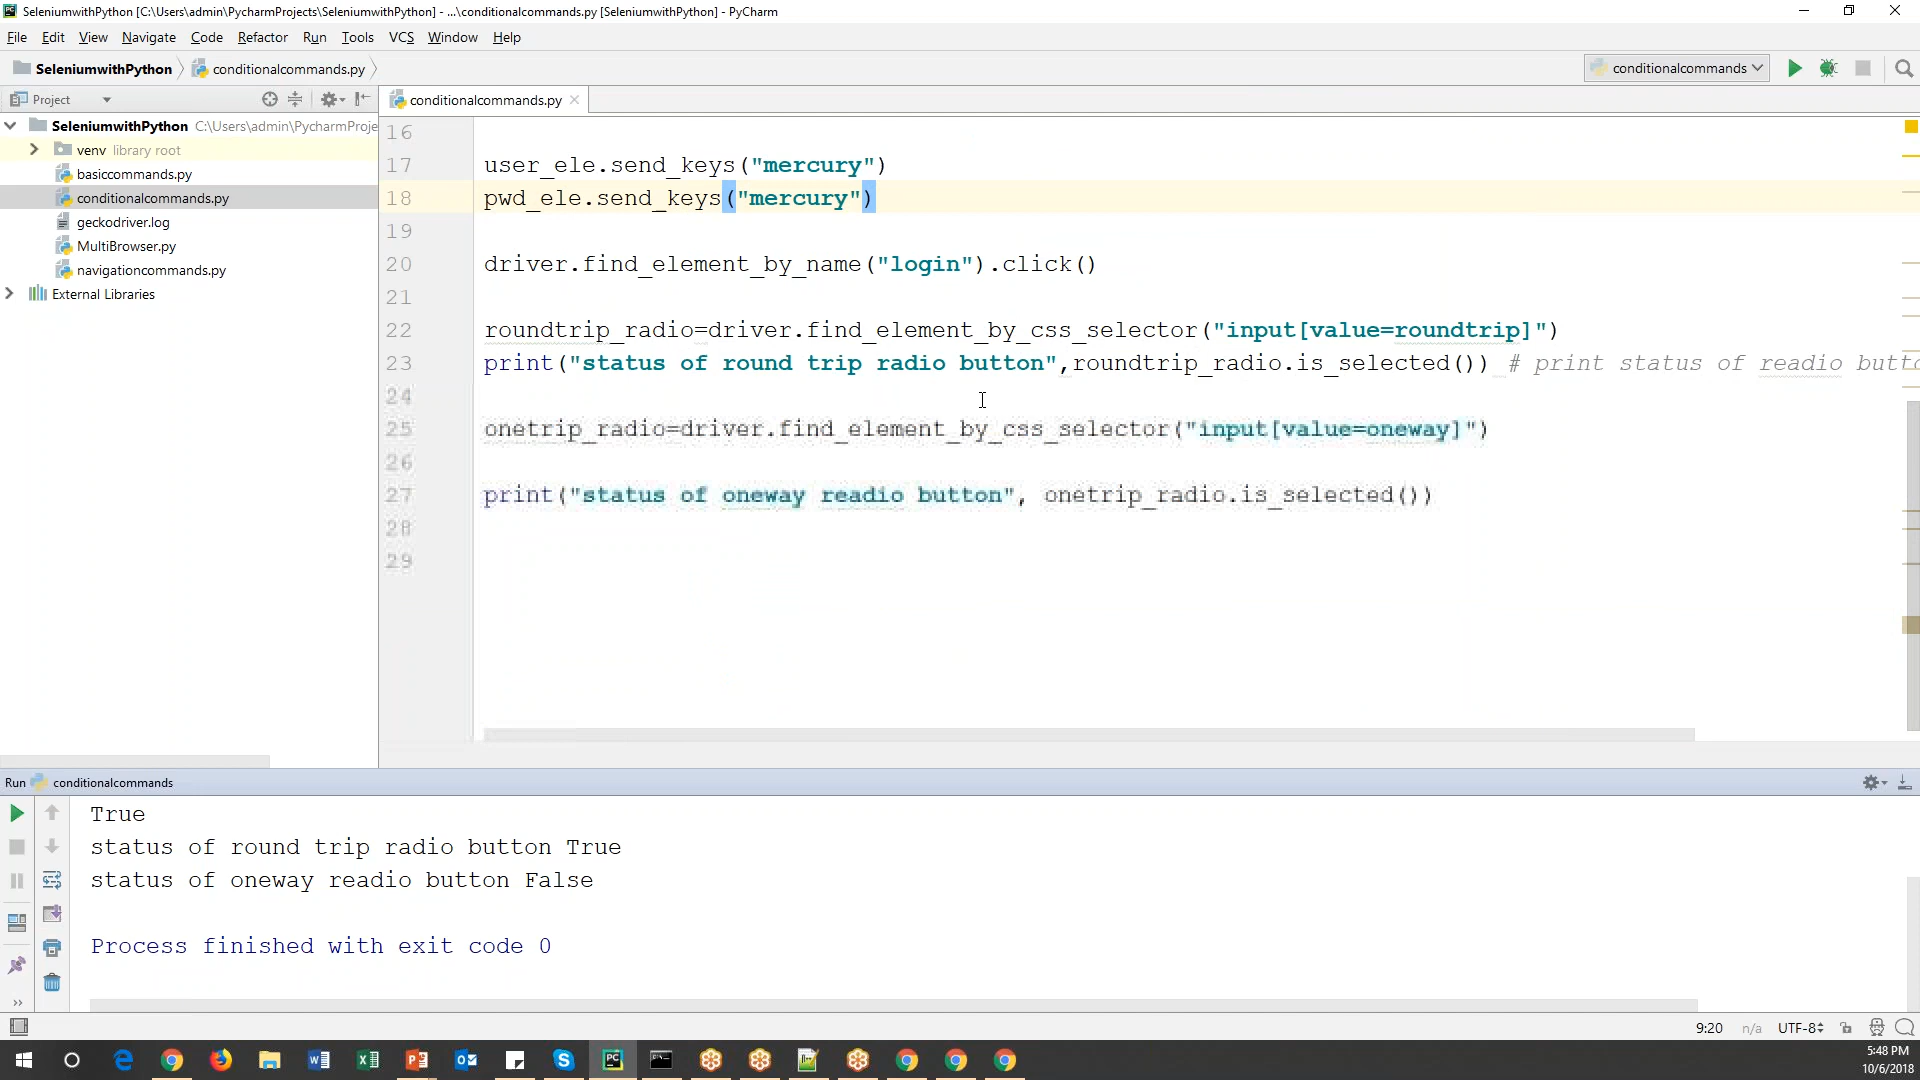 SeleniumwithPython [C:\Users\admin\PycharmProjects\SeleniumwithPython] - ...\conditionalcommands.py [SeleniumwithPython] - PyCharm
File Edit View Navigate Code Refactor Run Tools VCS Window Help
SeleniumwithPython conditionalcommands.py conditionalcommands
Project conditionalcommands.py
SeleniumwithPython C:\Users\admin\PycharmProje
venv library root
basiccommands.py
conditionalcommands.py
geckodriver.log
MultiBrowser.py
navigationcommands.py
External Libraries
16
17 user_ele.send_keys("mercury")
18 pwd_ele.send_keys("mercury")
19
20 driver.find_element_by_name("login").click()
21
22 roundtrip_radio=driver.find_element_by_css_selector("input[value=roundtrip]")
23 print("status of round trip radio button",roundtrip_radio.is_selected()) # print status of readio butto
24
25 onetrip_radio=driver.find_element_by_css_selector("input[value=oneway]")
26
27 print("status of oneway readio button", onetrip_radio.is_selected())
28
29
Run conditionalcommands
True
status of round trip radio button True
status of oneway readio button False
Process finished with exit code 0
9:20 n/a UTF-8
5:48 PM
10/6/2018